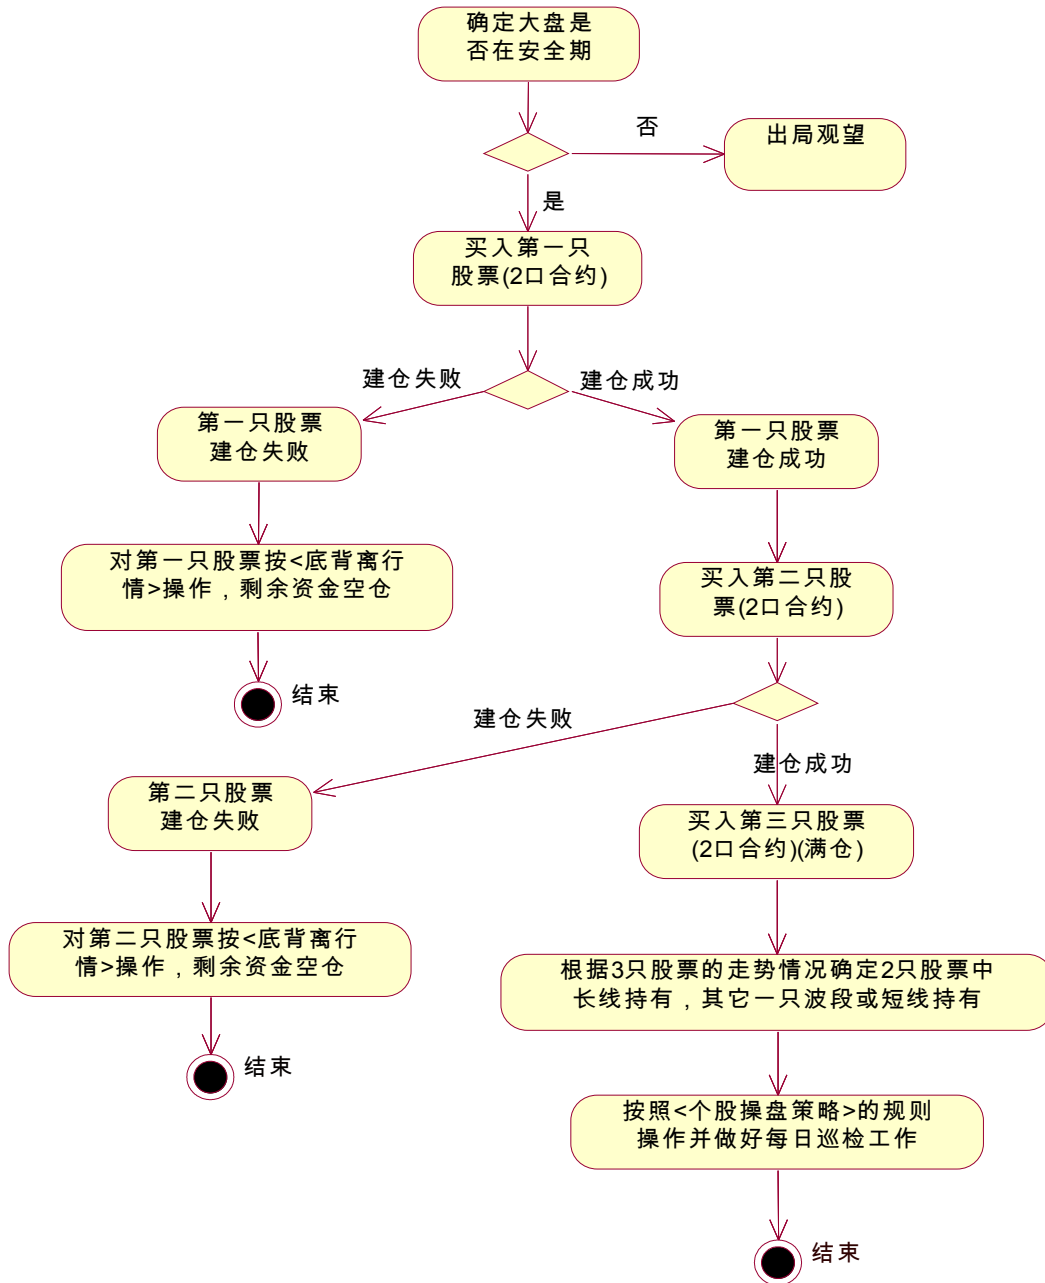 确定大盘是
否在安全期
否
出局观望
是
买入第一只
股票(2口合约)
建仓失败
建仓成功
第一只股票
建仓失败
第一只股票
建仓成功
对第一只股票按<底背离行
情>操作，剩余资金空仓
买入第二只股
票(2口合约)
结束
建仓失败
建仓成功
第二只股票
建仓失败
买入第三只股票
(2口合约)(满仓)
对第二只股票按<底背离行
情>操作，剩余资金空仓
根据3只股票的走势情况确定2只股票中
长线持有，其它一只波段或短线持有
结束
按照<个股操盘策略>的规则
操作并做好每日巡检工作
结束